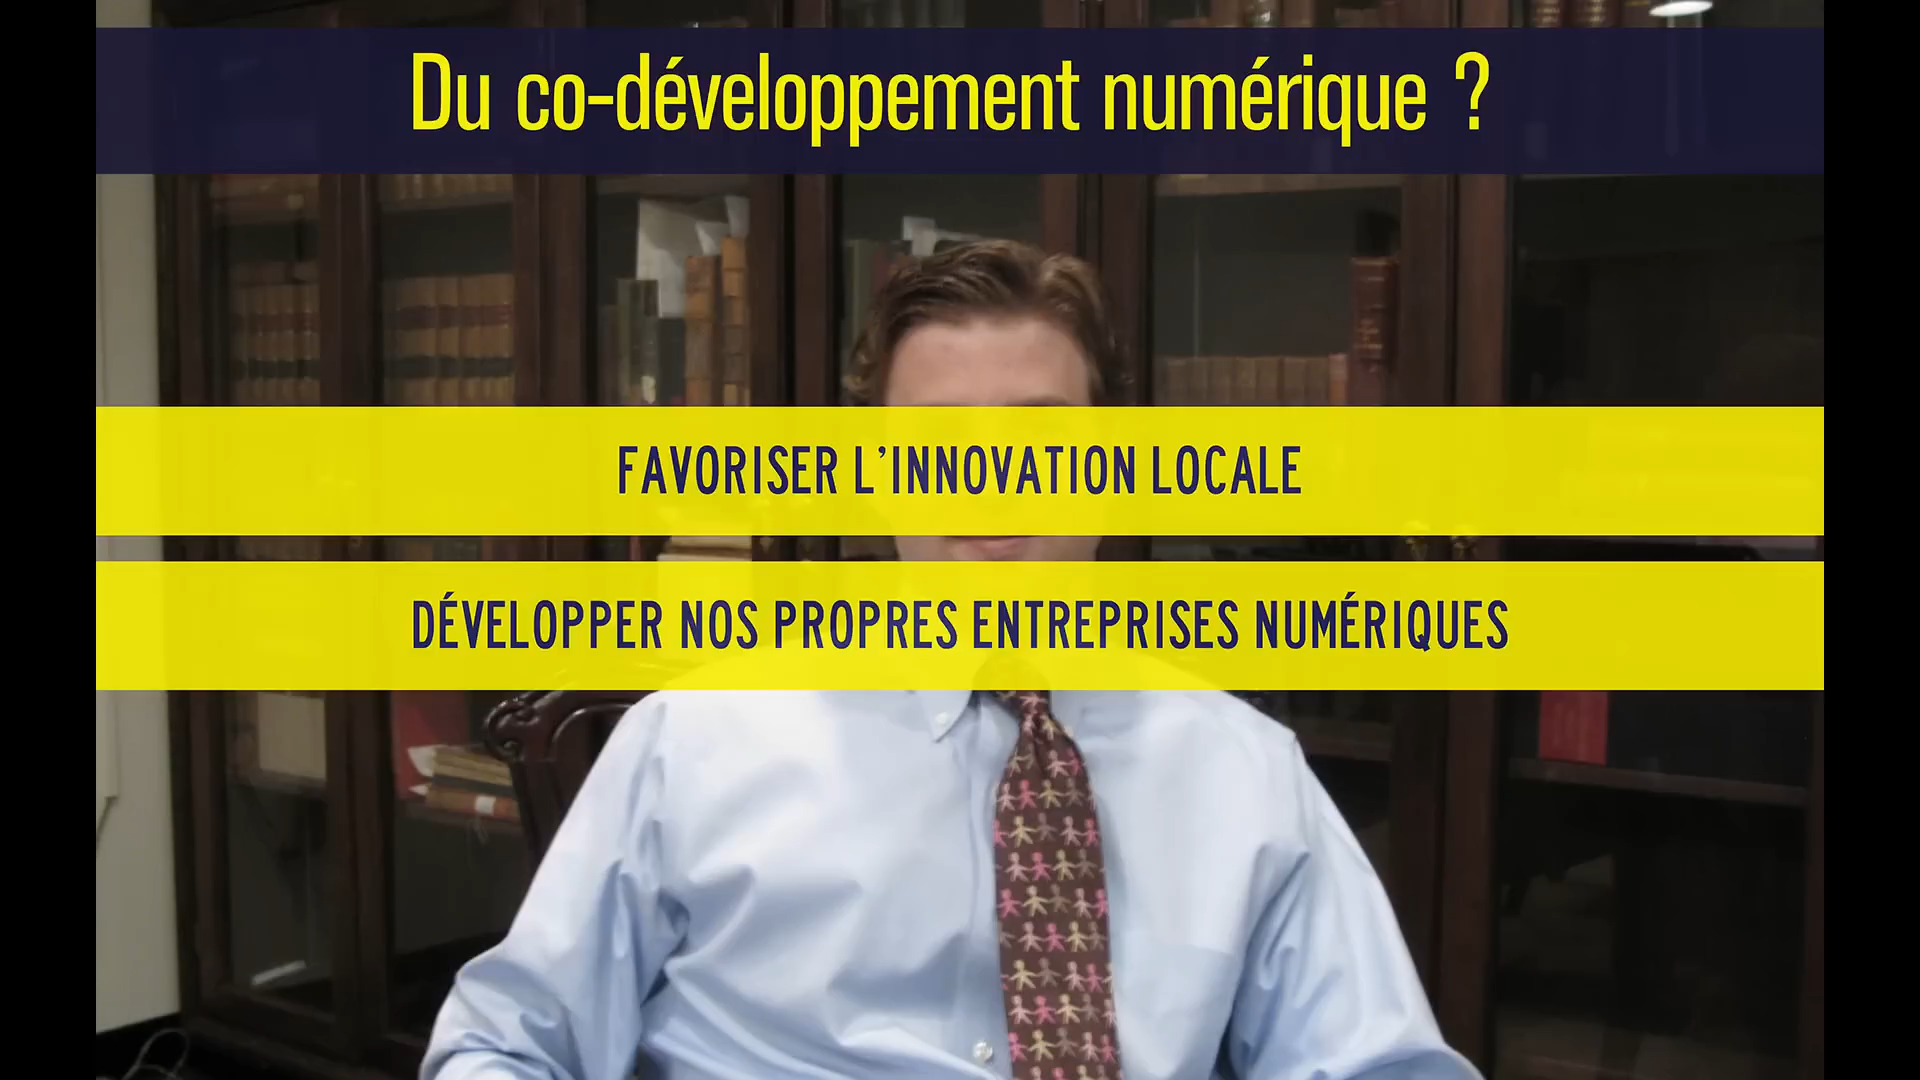 Du co-développement numérique ?
FAVORISER L'INNOVATION LOCALE
DÉVELOPPER NOS PROPRES ENTREPRISES NUMÉRIQUES